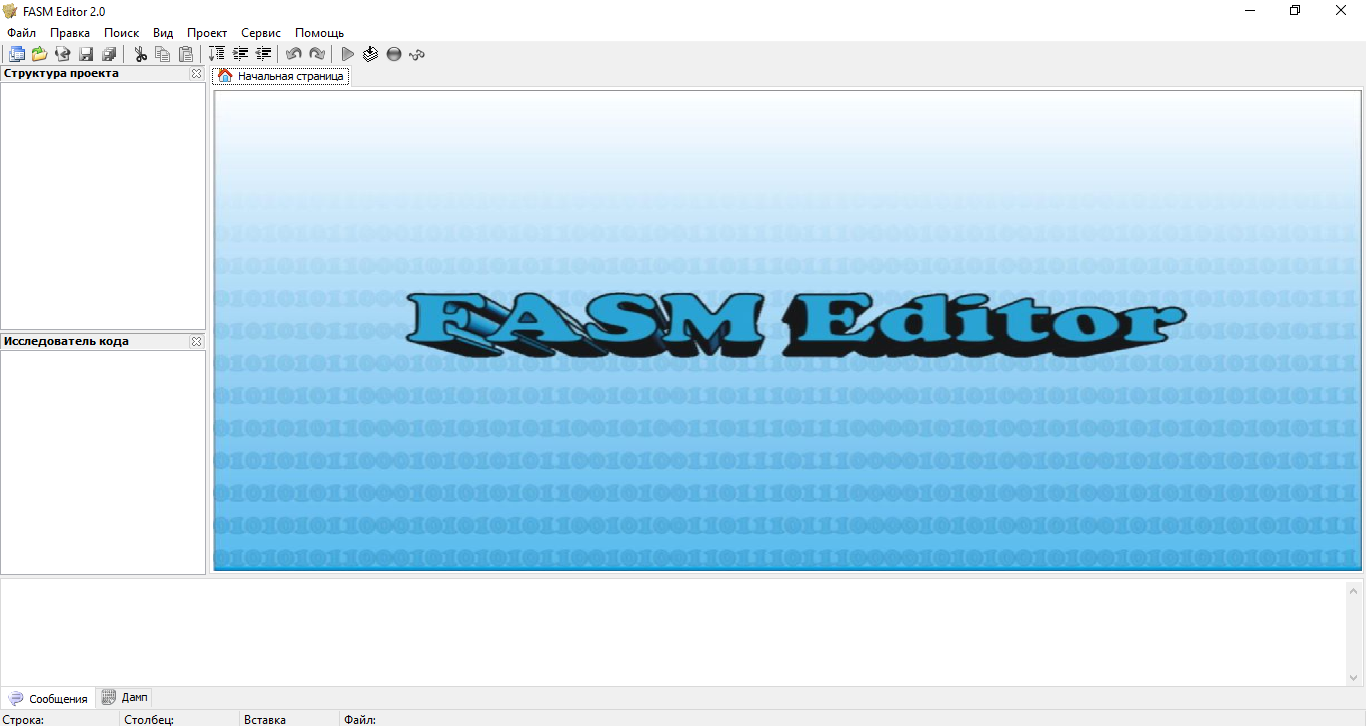 FASM Editor 2.0
Файл Правка Поиск Вид Проект Сервис Помощь
Структура проекта
Начальная страница
FASM Editor
Исследователь кода
Сообщения Дамп
Строка: Столбец: Вставка Файл: